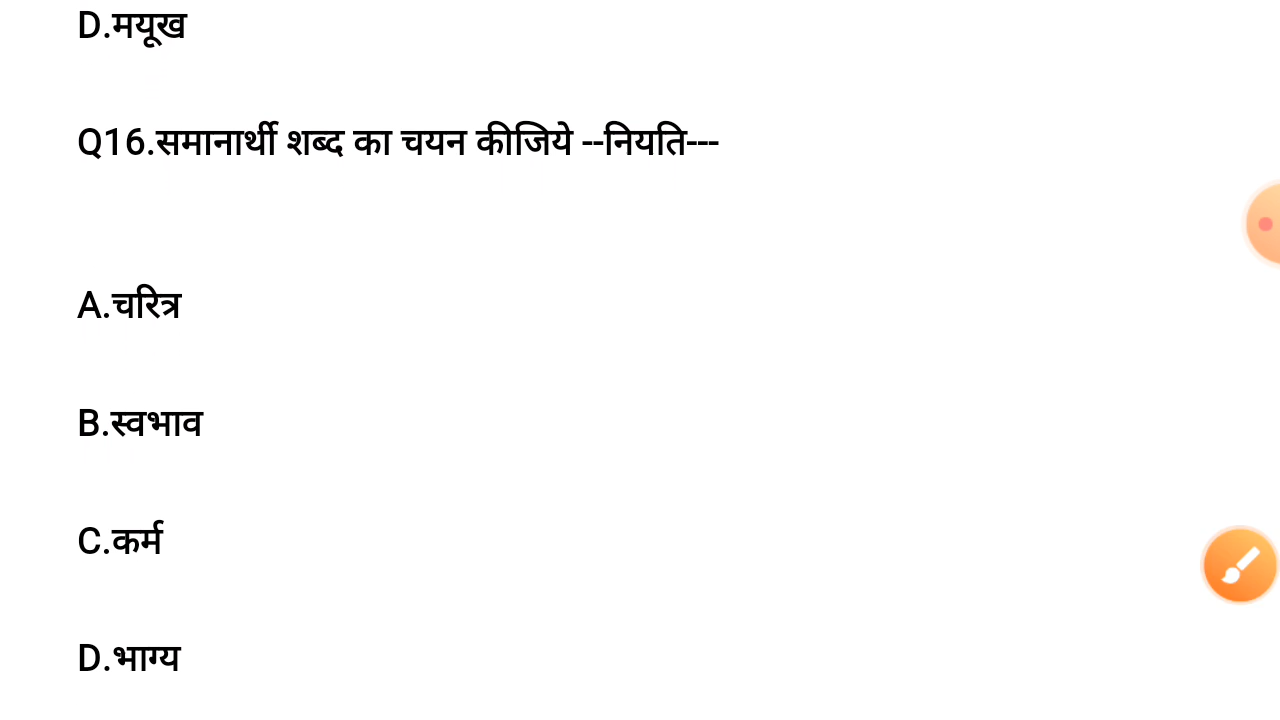 D.मयूख
Q16.समानार्थी शब्द का चयन कीजिये --नियति---
A.चरित्र
B.स्वभाव
C.कर्म
D.भाग्य